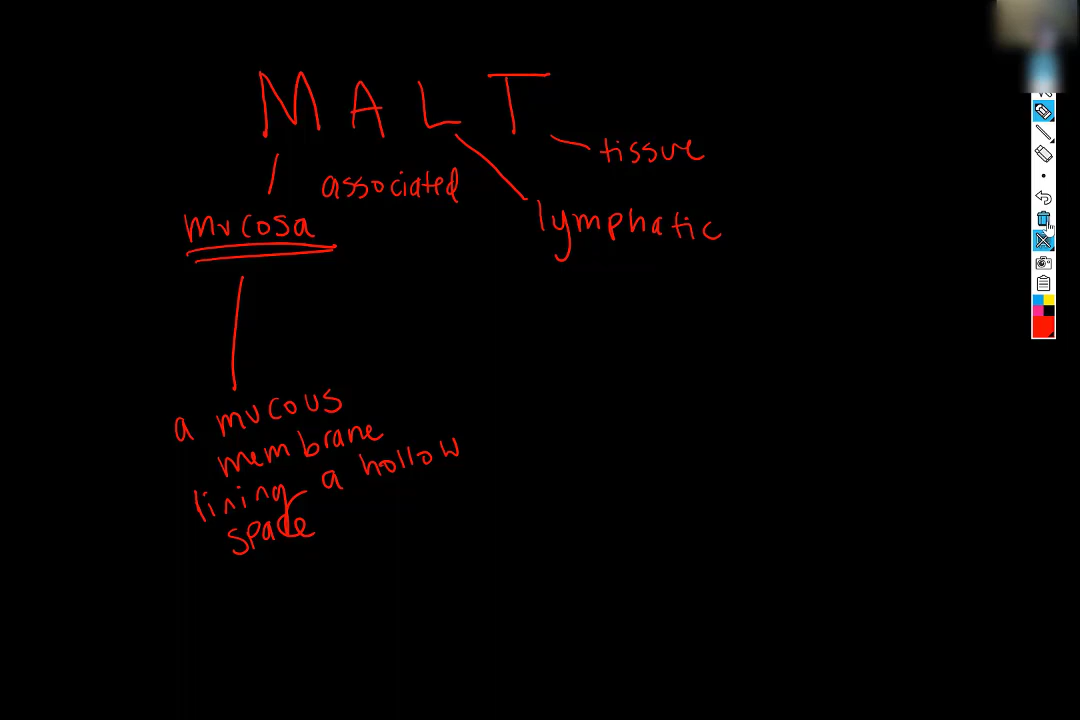 MALT
tissue
associated
lymphatic
mucosa
a mucous
membrane
lining a hollow
space